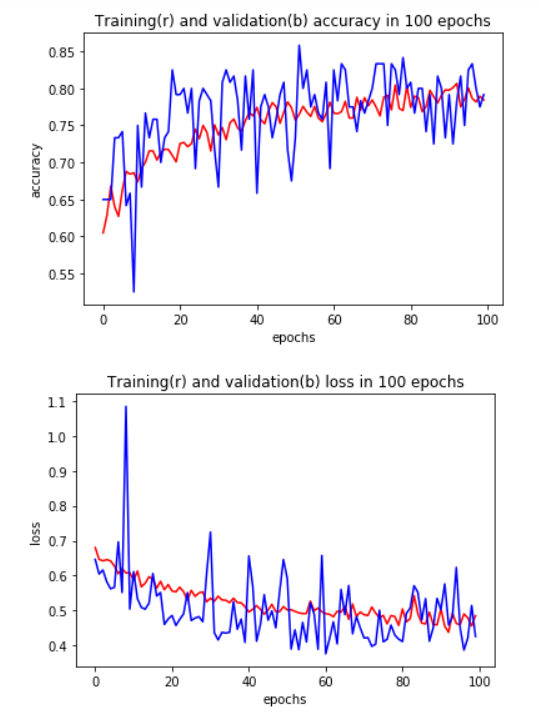 Training(r) and validation(b) accuracy in 100 epochs
0.85
0.80
0.75
0.70
0.65
0.60
0.55
accuracy
0 20 40 60 80 100
epochs
Training(r) and validation(b) loss in 100 epochs
1.1
1.0
0.9
0.8
0.7
0.6
0.5
0.4
loss
0 20 40 60 80 100
epochs